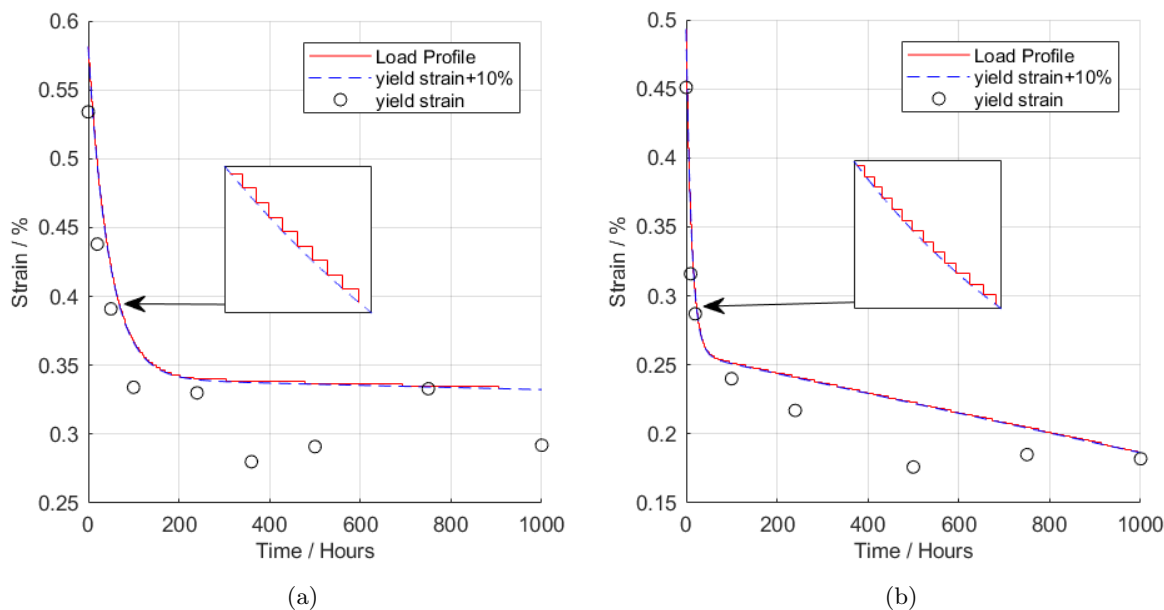 0.6
0.55
0.5
0.45
0.4
0.35
0.3
0.25
Strain / %
0 200 400 600 800 1000
Time / Hours
Load Profile
yield strain+10%
yield strain
(a)
0.5
0.45
0.4
0.35
0.3
0.25
0.2
0.15
Strain / %
0 200 400 600 800 1000
Time / Hours
Load Profile
yield strain+10%
yield strain
(b)